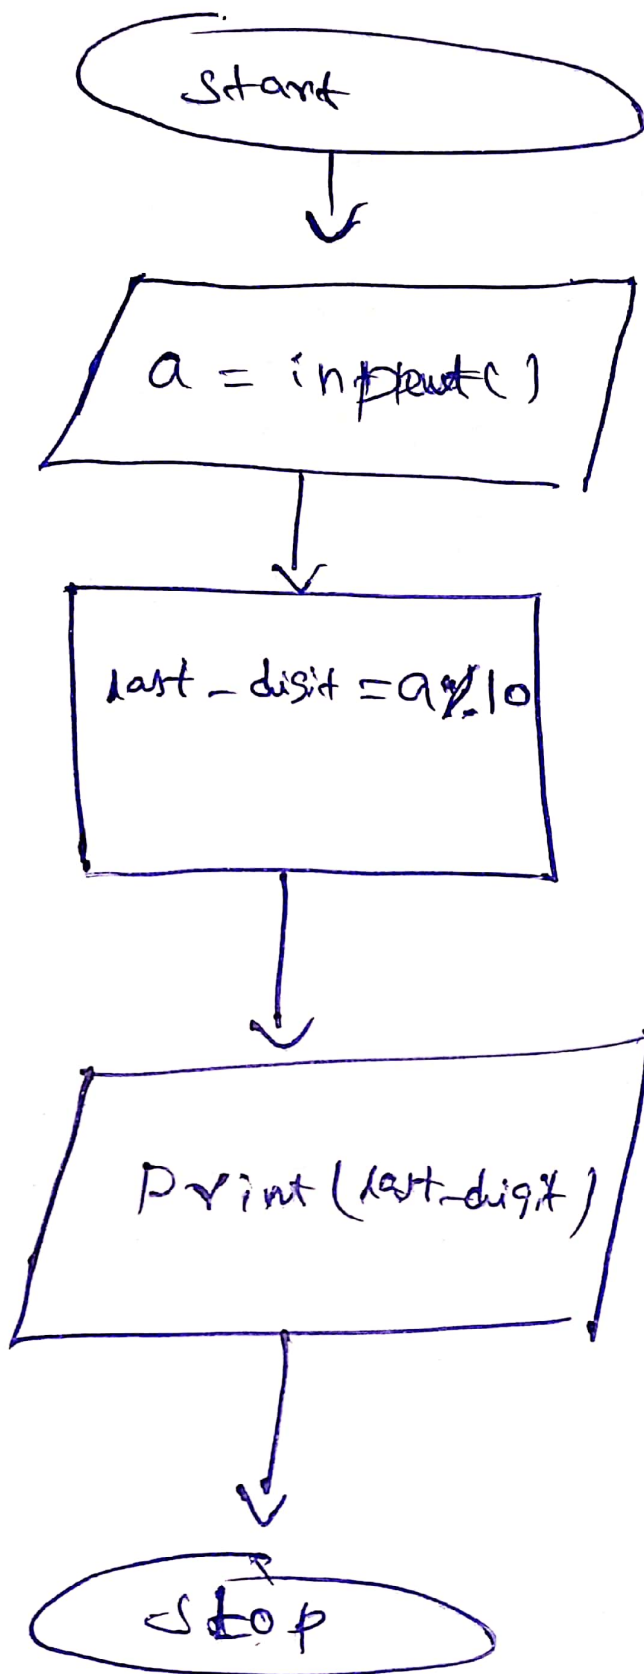 Start
a = input()
last_digit = a%10
Print(last_digit)
stop